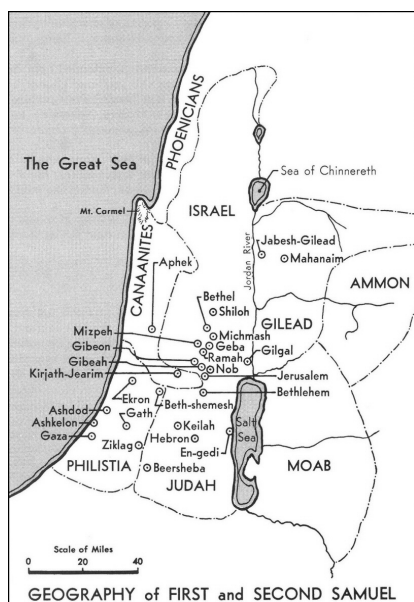 PHOENICIANS
The Great Sea
Sea of Chinnereth
ISRAEL
Mt. Carmel
CANAANITES
Jordan River
Jabesh-Gilead
Mahanaim
Aphek
AMMON
Bethel
Shiloh
Mizpeh
Michmash
GILEAD
Gibeon
Geba
Ramah
Gilgal
Gibeah
Nob
Kirjath-Jearim
Jerusalem
Ekron
Beth-shemesh
Bethlehem
Ashdod
Gath
Ashkelon
Keilah
Salt
Sea
Gaza
Hebron
Ziklag
En-gedi
PHILISTIA
Beersheba
MOAB
JUDAH
Scale of Miles
0 20 40
GEOGRAPHY of FIRST and SECOND SAMUEL